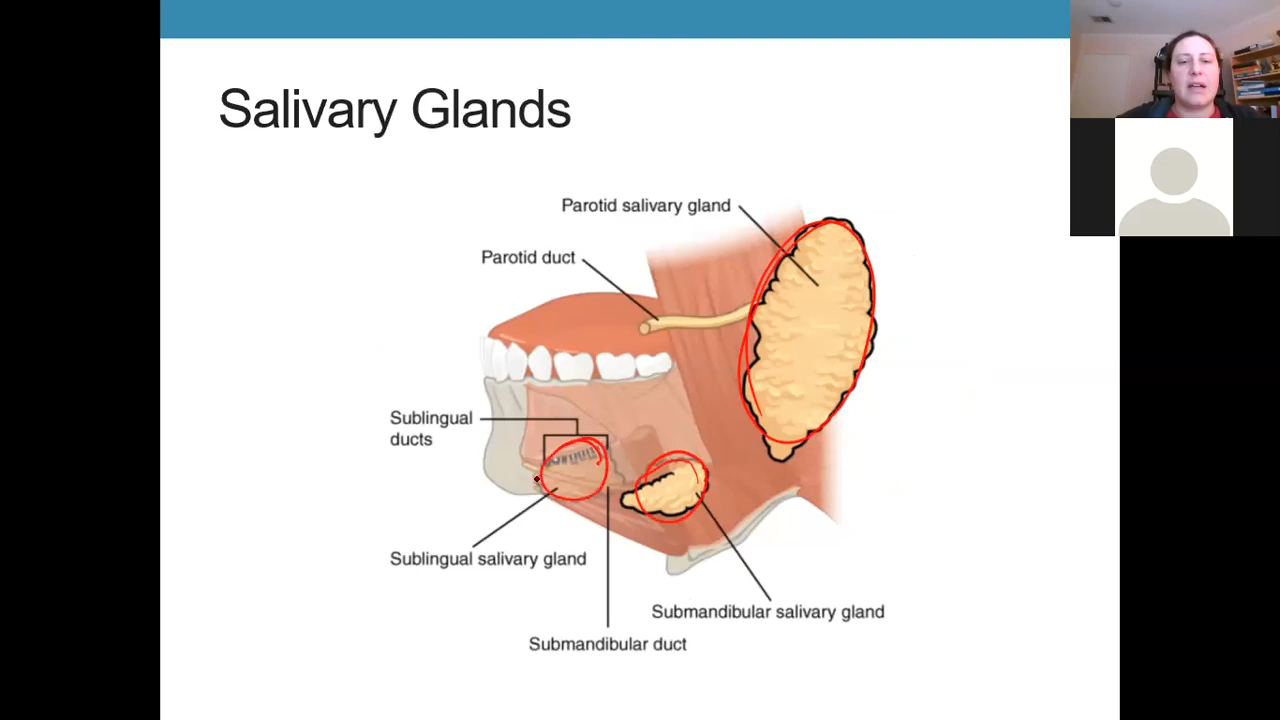 Salivary Glands
Parotid salivary gland
Parotid duct
Sublingual
ducts
Sublingual salivary gland
Submandibular salivary gland
Submandibular duct